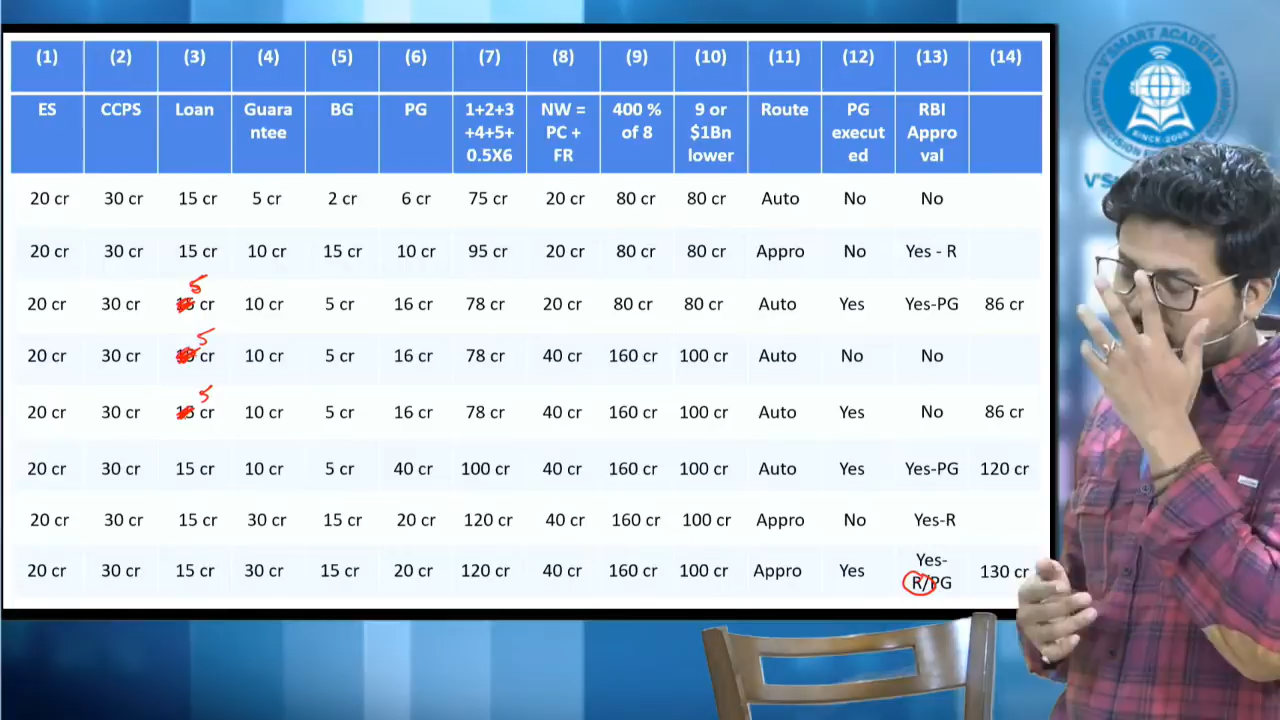 (1) (2) (3) (4) (5) (6) (7) (8) (9) (10) (11) (12) (13) (14)
ES CCPS Loan Guara ntee BG PG 1+2+3 +4+5+ 0.5X6 NW = PC + FR 400 % of 8 9 or $1Bn lower Route PG execut ed RBI Appro val
20 cr 30 cr 15 cr 5 cr 2 cr 6 cr 75 cr 20 cr 80 cr 80 cr Auto No No
20 cr 30 cr 15 cr 10 cr 15 cr 10 cr 95 cr 20 cr 80 cr 80 cr Appro No Yes - R
20 cr 30 cr 5 cr 10 cr 5 cr 16 cr 78 cr 20 cr 80 cr 80 cr Auto Yes Yes-PG 86 cr
20 cr 30 cr 5 cr 10 cr 5 cr 16 cr 78 cr 40 cr 160 cr 100 cr Auto No No
20 cr 30 cr 5 cr 10 cr 5 cr 16 cr 78 cr 40 cr 160 cr 100 cr Auto Yes No 86 cr
20 cr 30 cr 15 cr 10 cr 5 cr 40 cr 100 cr 40 cr 160 cr 100 cr Auto Yes Yes-PG 120 cr
20 cr 30 cr 15 cr 30 cr 15 cr 20 cr 120 cr 40 cr 160 cr 100 cr Appro No Yes-R
20 cr 30 cr 15 cr 30 cr 15 cr 20 cr 120 cr 40 cr 160 cr 100 cr Appro Yes Yes- R/PG 130 cr
V'SMART ACADEMY
SINCE 2006